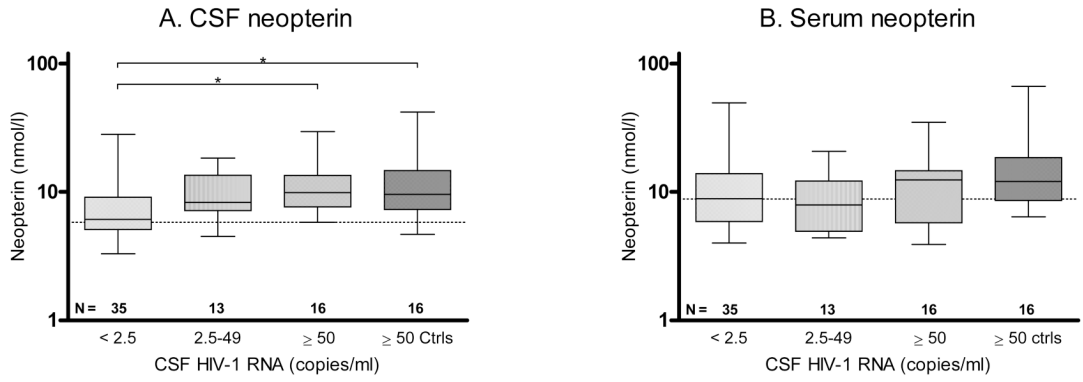 A. CSF neopterin
100
10
1
Neopterin (nmol/l)
*
*
N = 35 13 16 16
< 2.5 2.5-49 ≥ 50 ≥ 50 Ctrls
CSF HIV-1 RNA (copies/ml)
B. Serum neopterin
100
10
1
Neopterin (nmol/l)
N = 35 13 16 16
< 2.5 2.5-49 ≥ 50 ≥ 50 ctrls
CSF HIV-1 RNA (copies/ml)